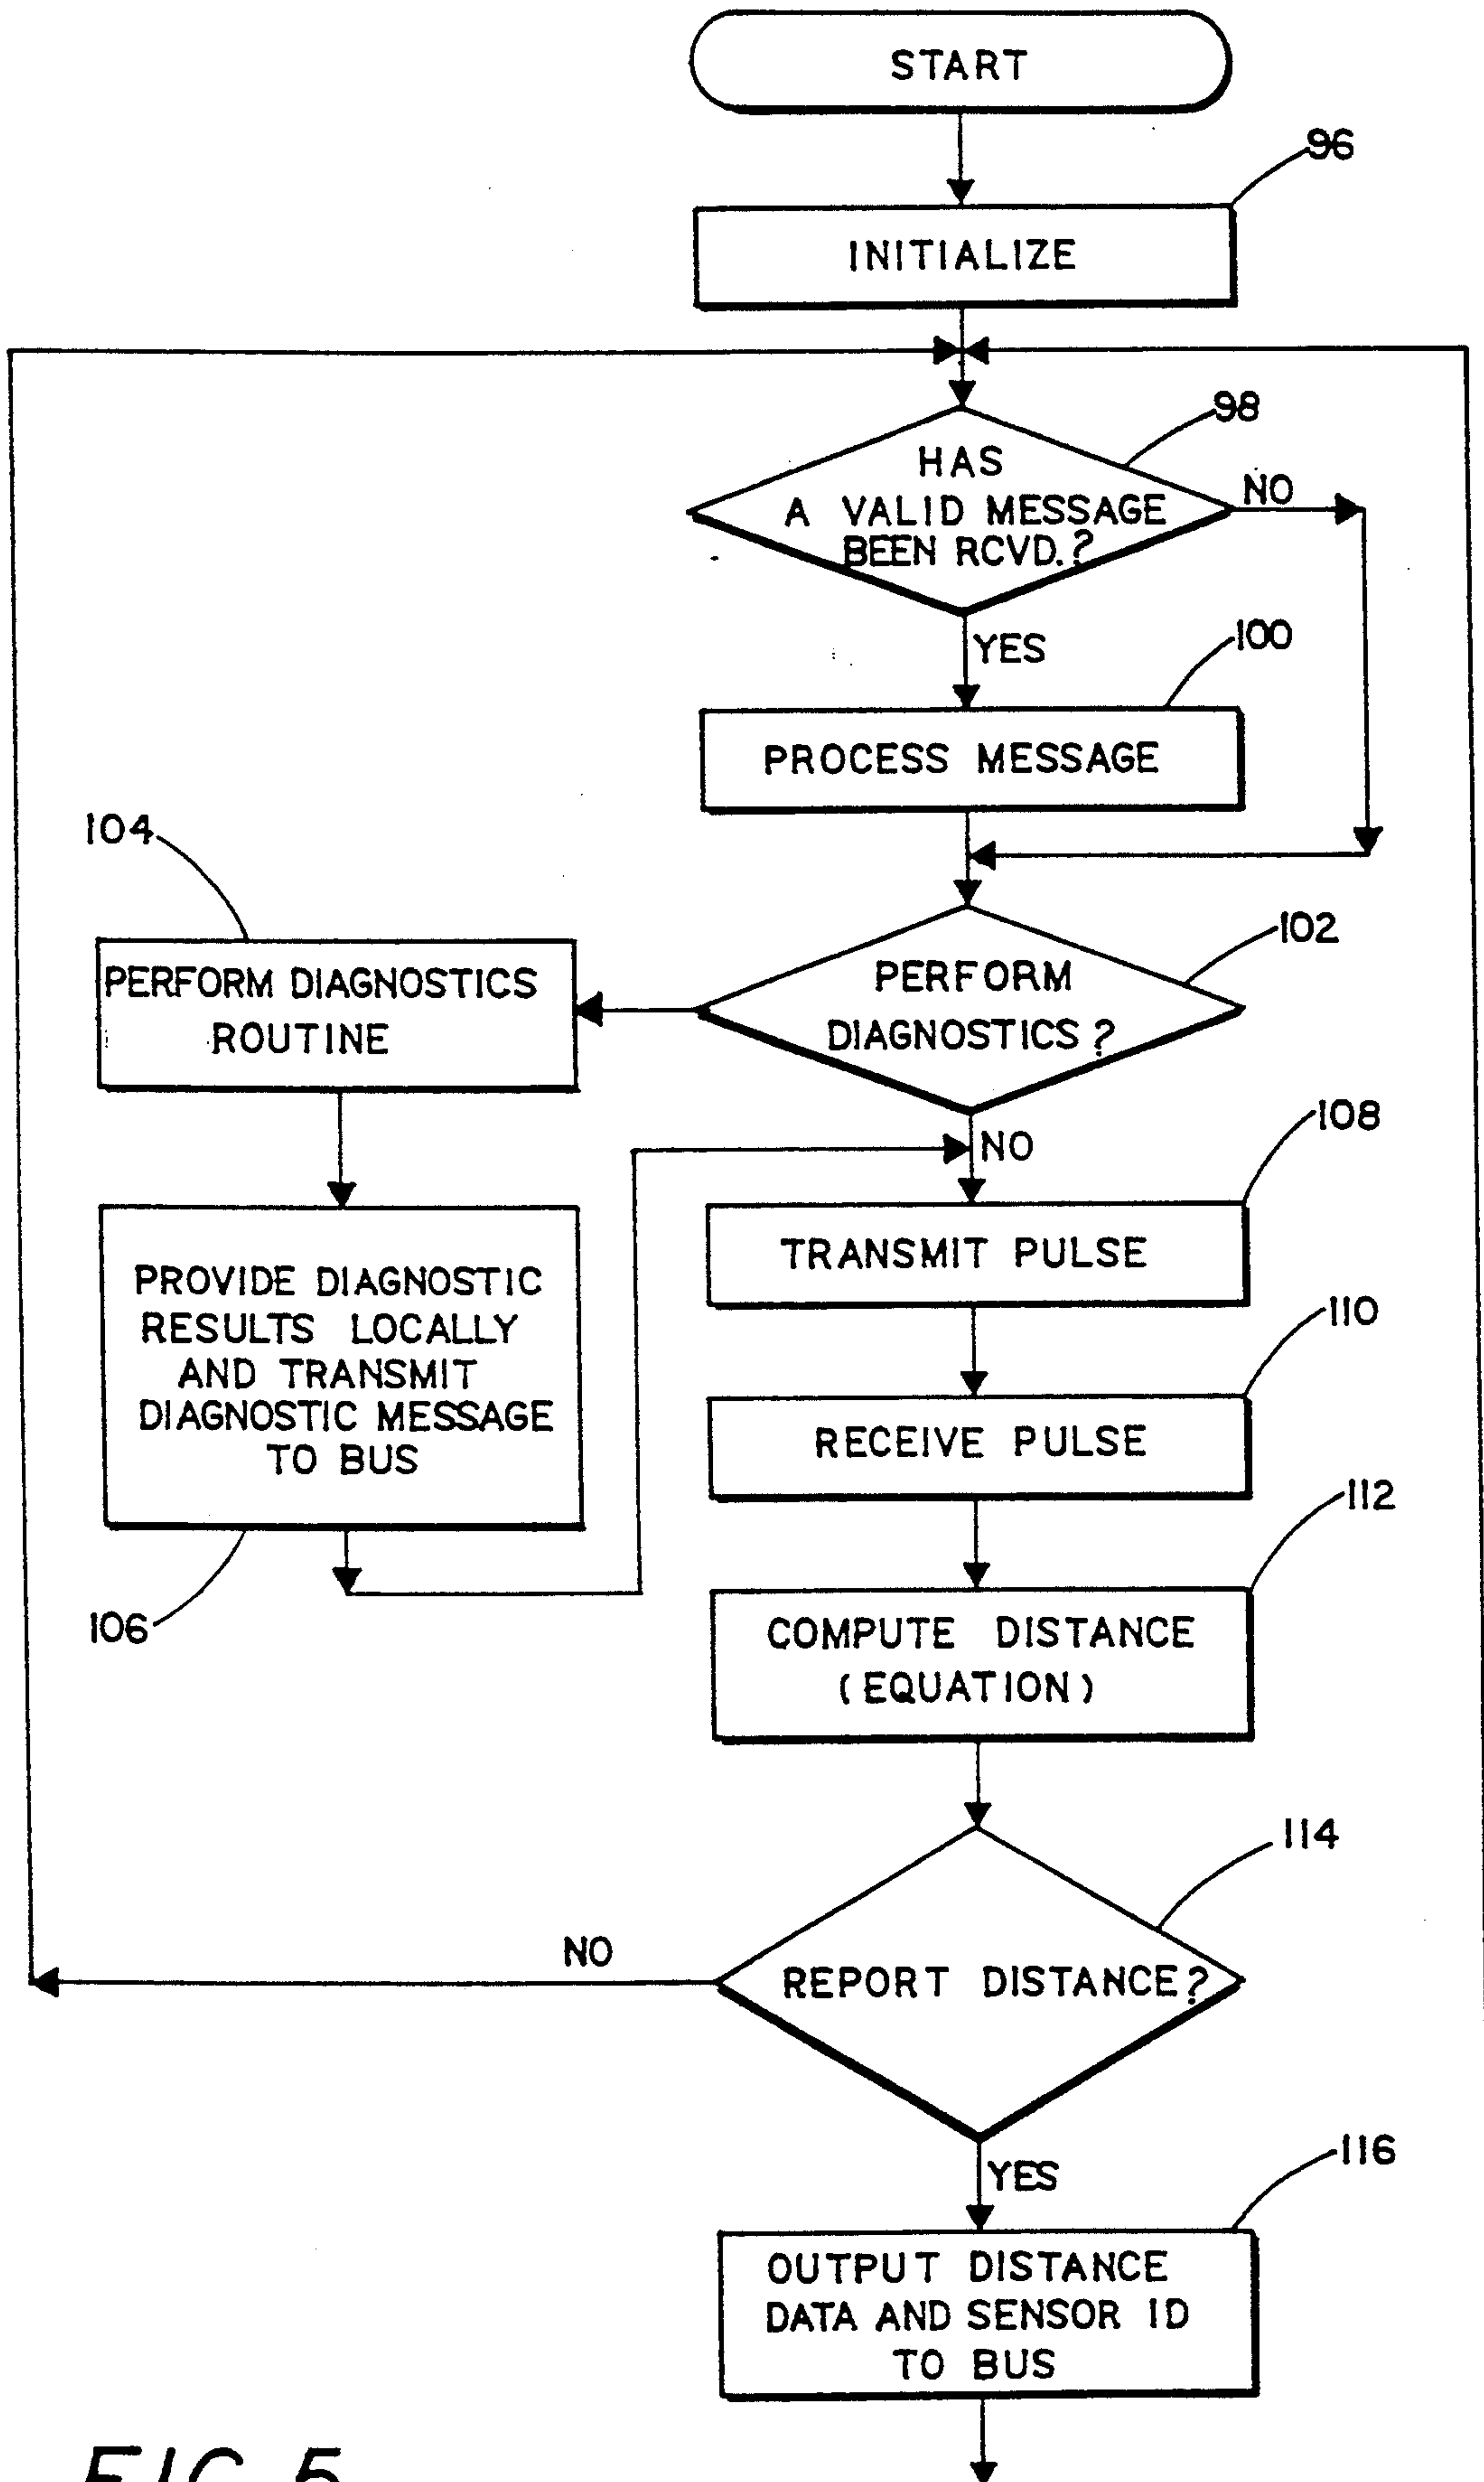 START
96
INITIALIZE
98
HAS
A VALID MESSAGE
BEEN RCVD.?
NO
YES
100
PROCESS MESSAGE
104
102
PERFORM DIAGNOSTICS
ROUTINE
PERFORM
DIAGNOSTICS?
NO
108
TRANSMIT PULSE
PROVIDE DIAGNOSTIC
RESULTS LOCALLY
AND TRANSMIT
DIAGNOSTIC MESSAGE
TO BUS
110
RECEIVE PULSE
112
106
COMPUTE DISTANCE
(EQUATION)
114
NO
REPORT DISTANCE?
YES
116
OUTPUT DISTANCE
DATA AND SENSOR ID
TO BUS
FIG 5